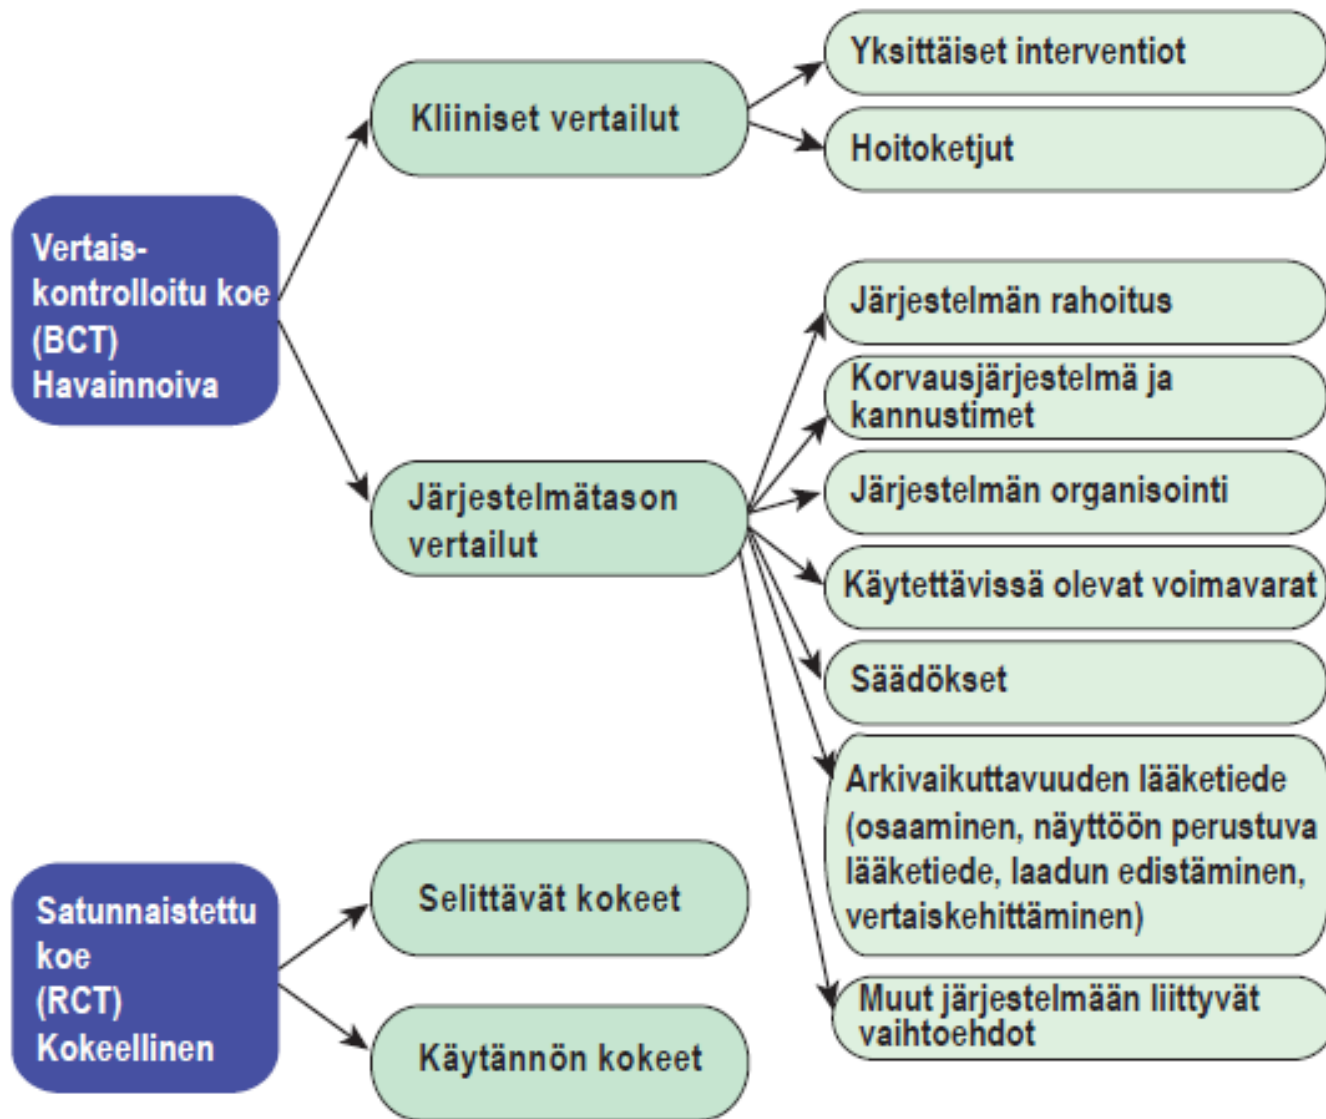 Vertais-
kontrolloitu koe
(BCT)
Havainnoiva
Kliiniset vertailut
Yksittäiset interventiot
Hoitoketjut
Järjestelmätason
vertailut
Järjestelmän rahoitus
Korvausjärjestelmä ja
kannustimet
Järjestelmän organisointi
Käytettävissä olevat voimavarat
Säädökset
Arkivaikuttavuuden lääketiede
(osaaminen, näyttöön perustuva
lääketiede, laadun edistäminen,
vertaiskehittäminen)
Muut järjestelmään liittyvät
vaihtoehdot
Satunnaistettu
koe
(RCT)
Kokeellinen
Selittävät kokeet
Käytännön kokeet